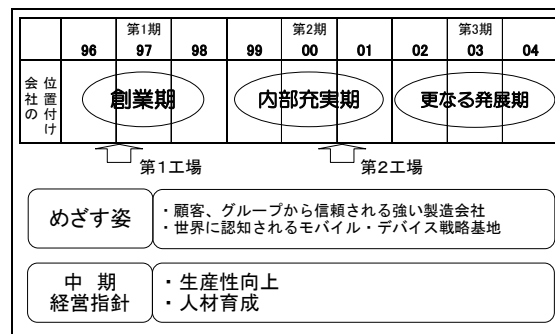 第1期 第2期 第3期
96 97 98 99 00 01 02 03 04
会社の位置付け
創業期 内部充実期 更なる発展期
第1工場 第2工場
めざす姿
・顧客、グループから信頼される強い製造会社
・世界に認知されるモバイル・デバイス戦略基地
中 期
経営指針
・生産性向上
・人材育成